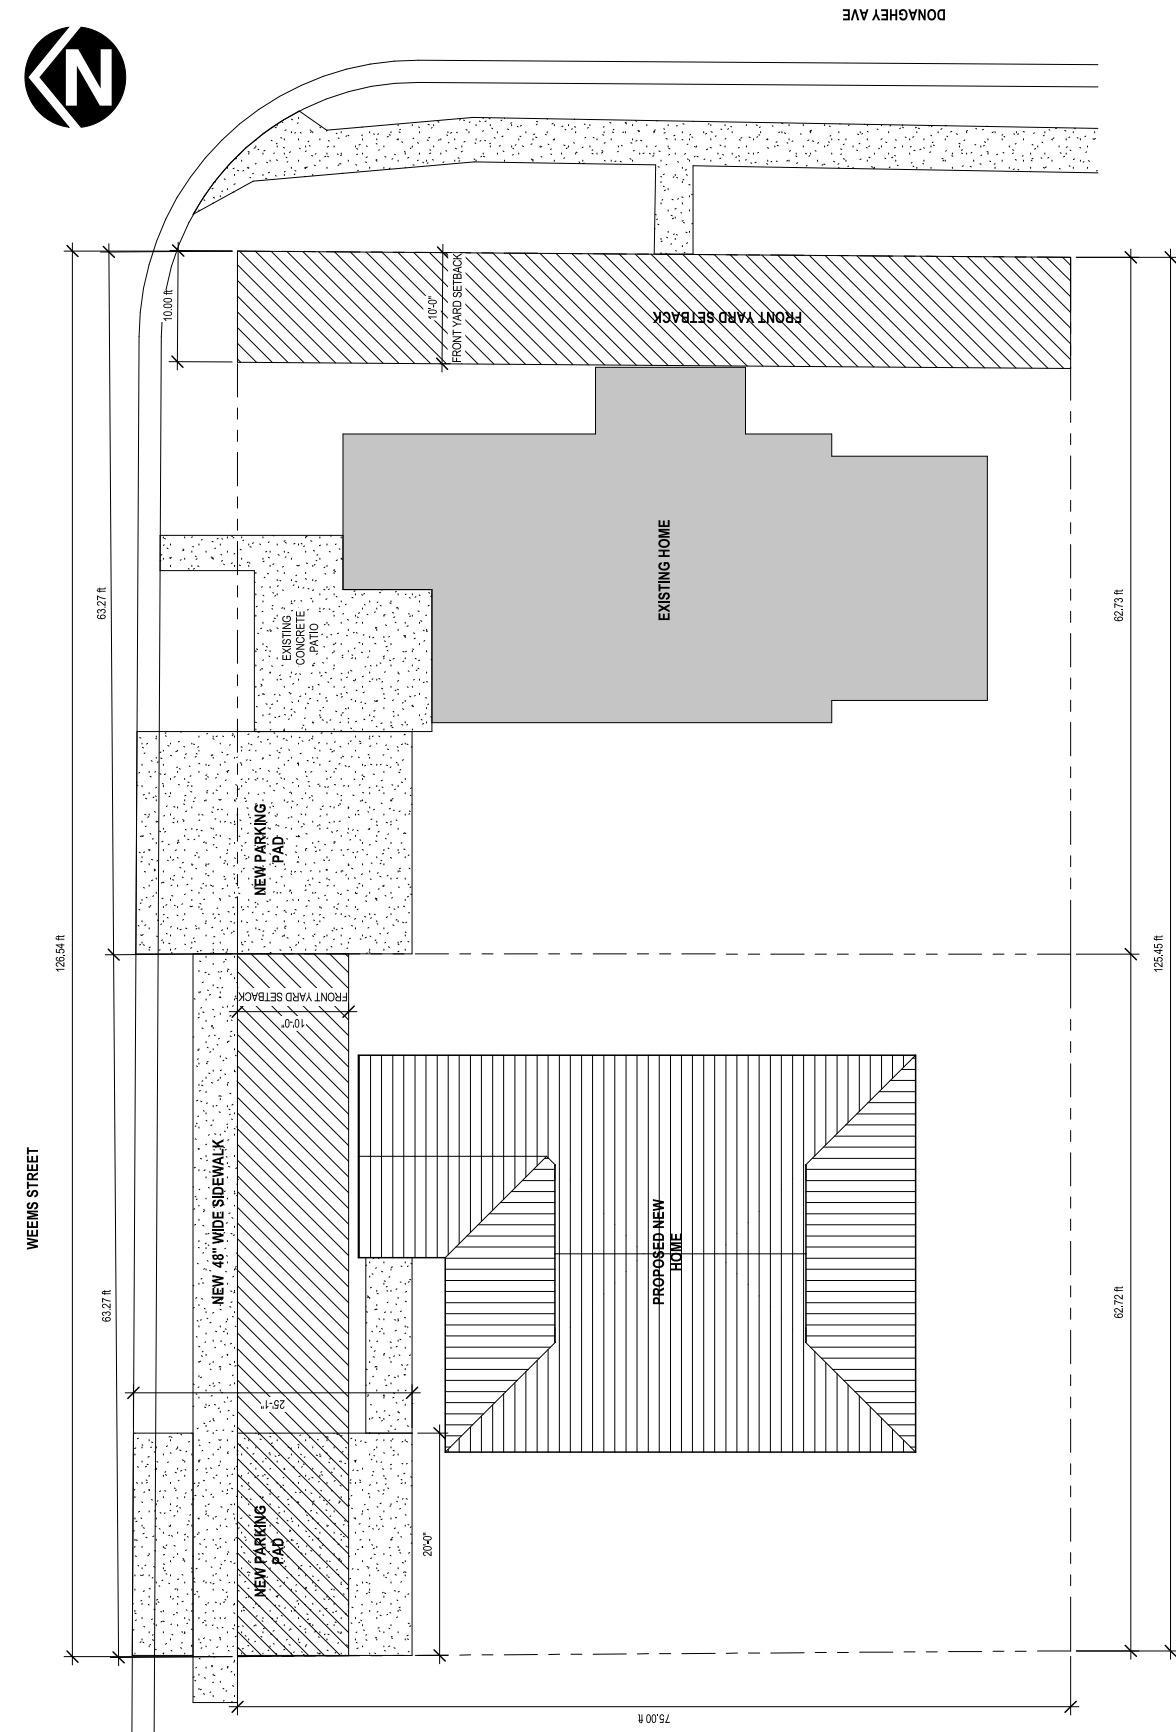 DONAGHEY AVE
N
10.00 ft
10'-0"
FRONT YARD SETBACK
FRONT YARD SETBACK
EXISTING HOME
63.27 ft
62.73 ft
EXISTING
CONCRETE
PATIO
NEW PARKING
PAD
126.54 ft
125.45 ft
FRONT YARD SETBACK
10'-0"
WEEMS STREET
NEW 48" WIDE SIDEWALK
PROPOSED NEW
HOME
63.27 ft
62.72 ft
25'-1"
NEW PARKING
PAD
20'-0"
75.00 ft